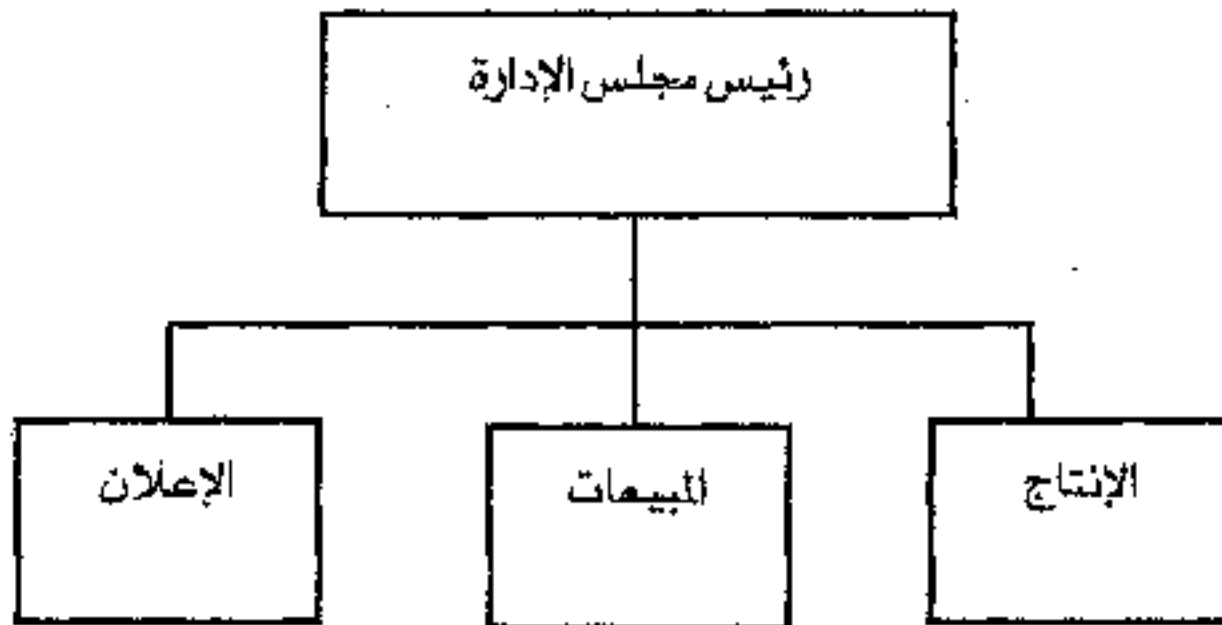 رئيس مجلس الإدارة
الإنتاج
المبيعات
الإعلان